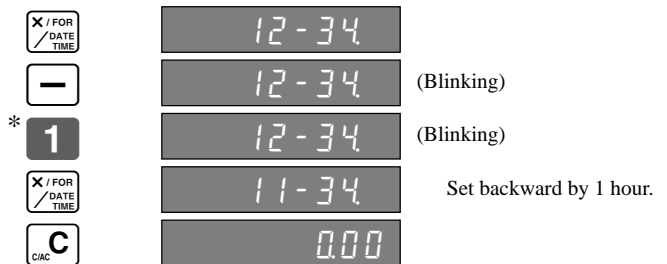 X / FOR DATE TIME 12-34.
− 12-34. (Blinking)
* 1 12-34. (Blinking)
X / FOR DATE TIME 11-34. Set backward by 1 hour.
C/AC C 0.00